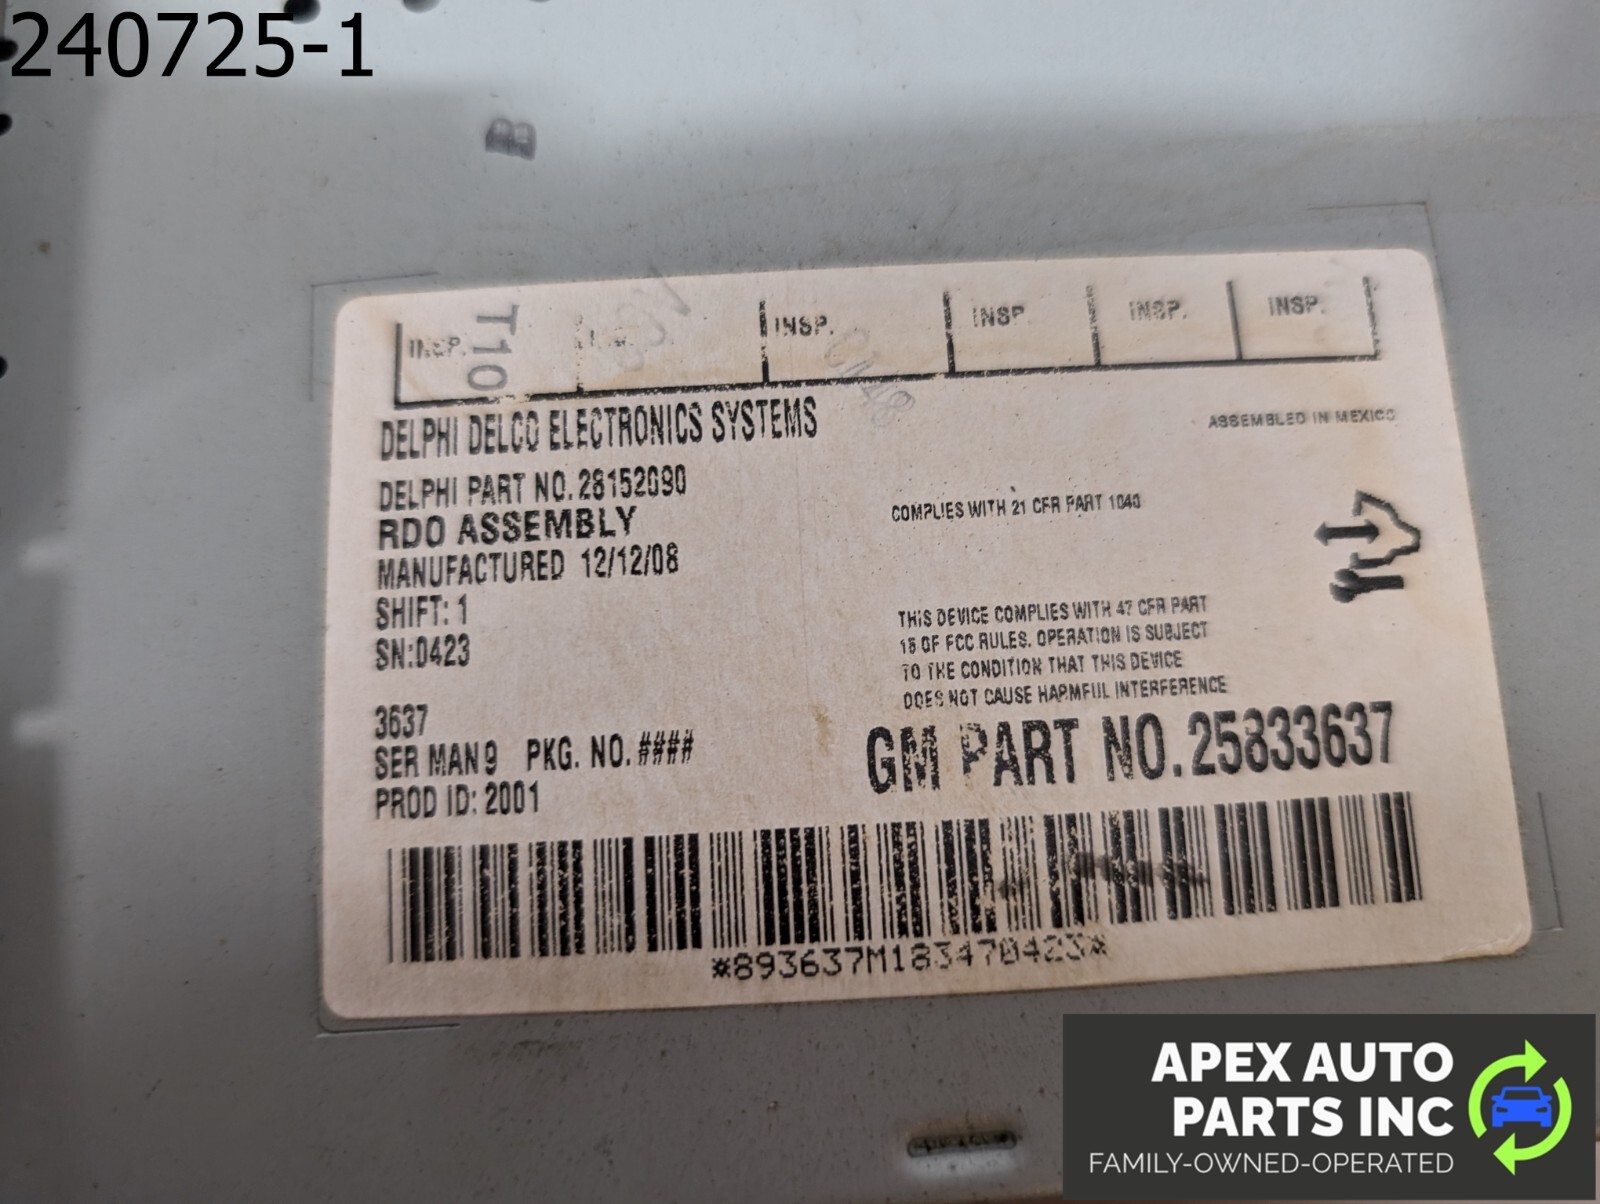 240725-1
B
T10
INSP. INSP. INSP. INSP. INSP.
CM48
DELPHI DELCO ELECTRONICS SYSTEMS
ASSEMBLED IN MEXICO
DELPHI PART NO. 28152090
RDO ASSEMBLY
MANUFACTURED 12/12/08
SHIFT: 1
SN:0423
COMPLIES WITH 21 CFR PART 1040
THIS DEVICE COMPLIES WITH 47 CFR PART
15 OF FCC RULES. OPERATION IS SUBJECT
TO THE CONDITION THAT THIS DEVICE
DOES NOT CAUSE HARMFUL INTERFERENCE
3637
SER MAN 9 PKG. NO. ####
PROD ID: 2001
GM PART NO. 25833637
*893637M183470423*
APEX AUTO
PARTS INC
FAMILY-OWNED-OPERATED